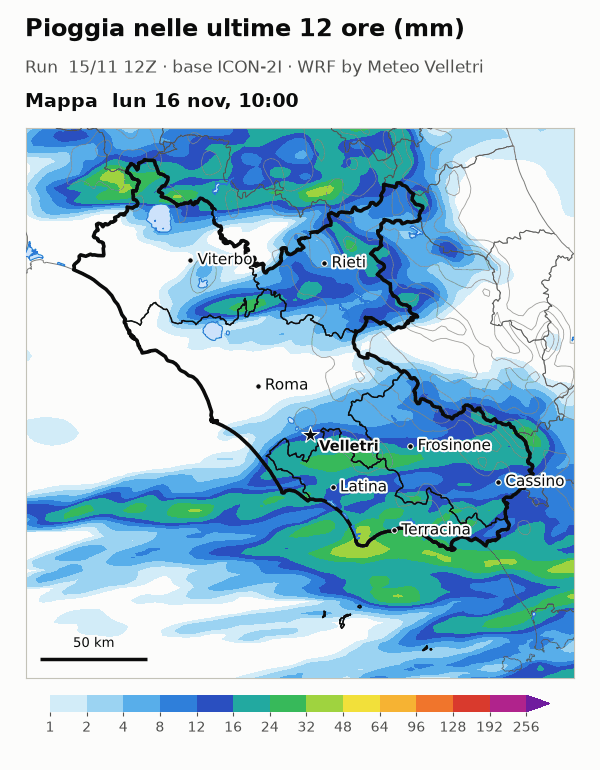 Pioggia nelle ultime 12 ore (mm)
Run  15/11 12Z · base ICON-2I · WRF by Meteo Velletri
Mappa  lun 16 nov, 10:00
Viterbo
Rieti
Roma
Velletri
Frosinone
Latina
Cassino
Terracina
50 km
1 2 4 8 12 16 24 32 48 64 96 128 192 256